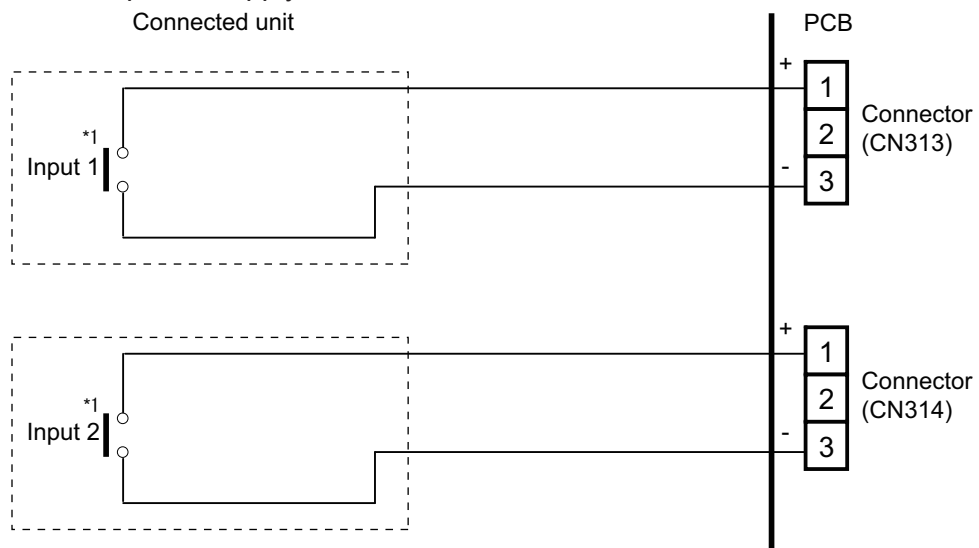 Connected unit
PCB
+
1
2
-
3
Connector
(CN313)
*1
Input 1
+
1
2
-
3
Connector
(CN314)
*1
Input 2